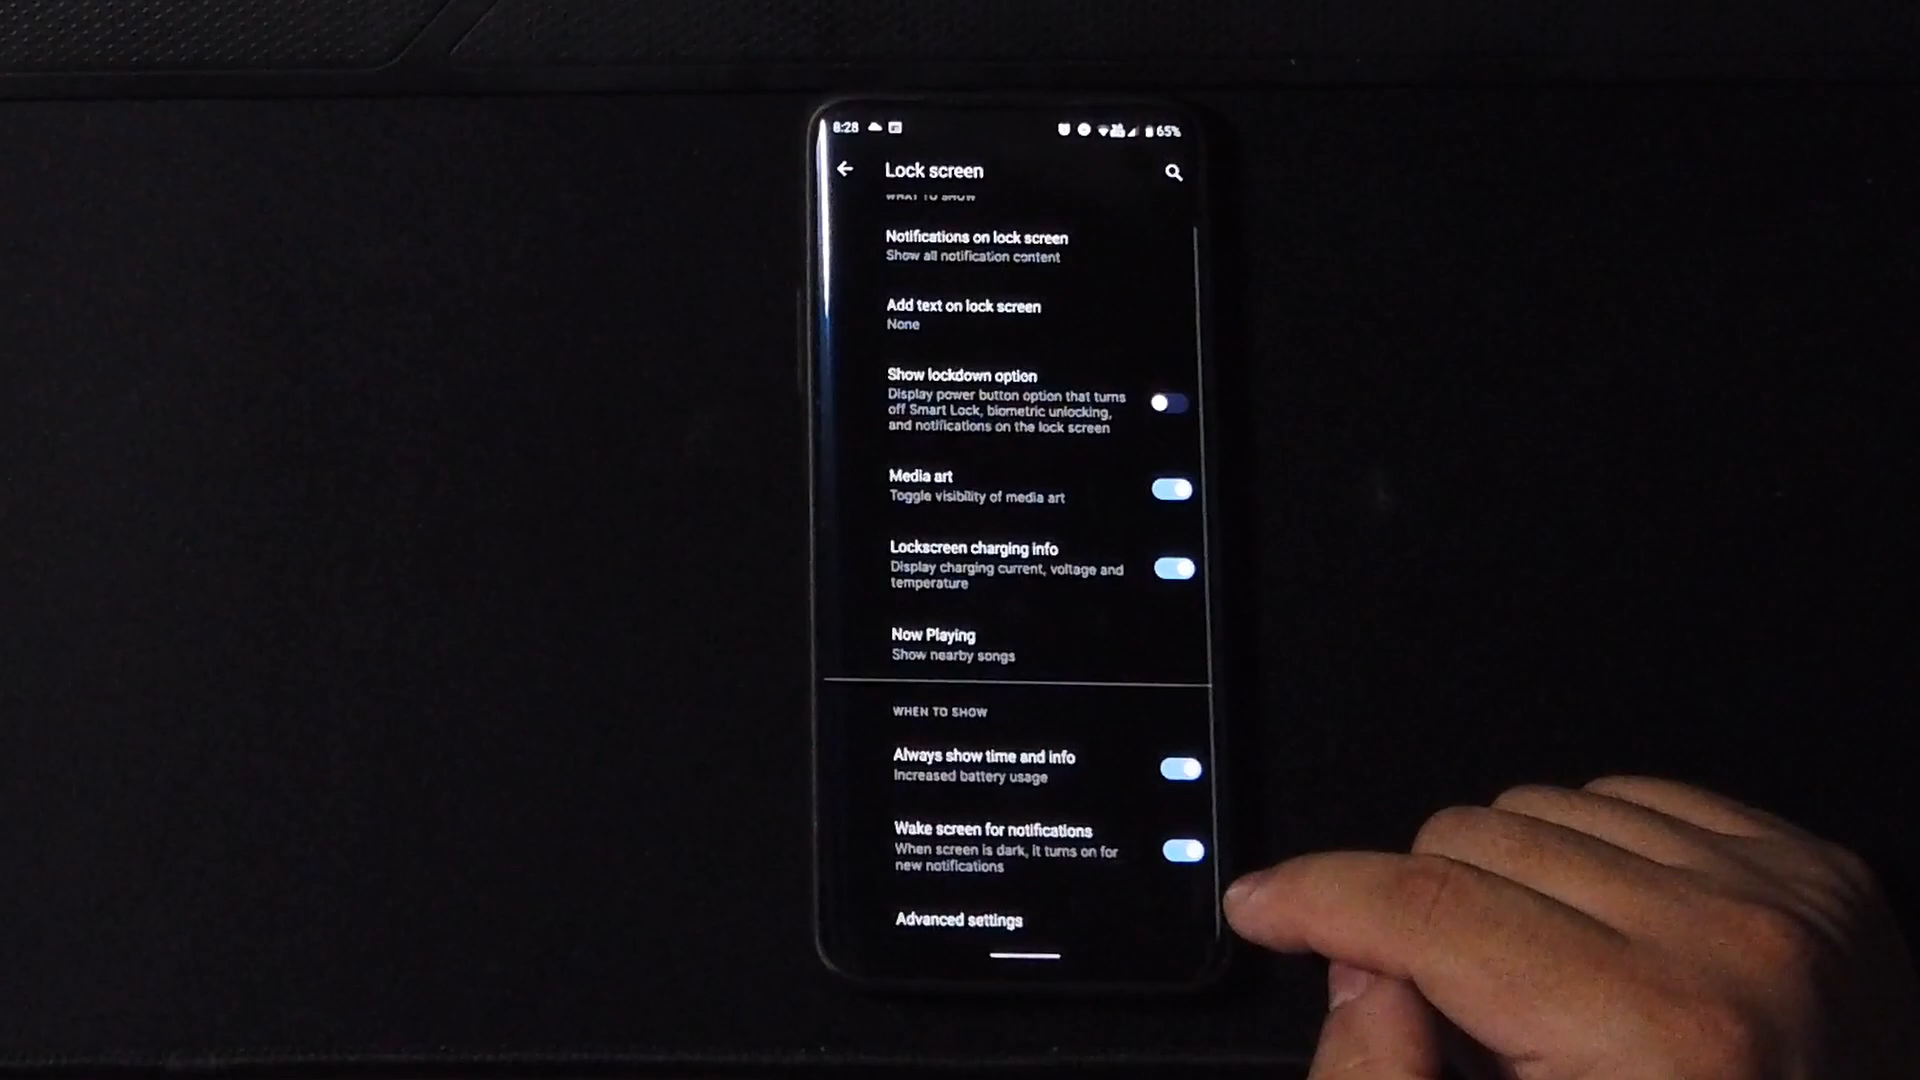 8:28
65%
Lock screen
WHAT TO SHOW
Notifications on lock screen
Show all notification content
Add text on lock screen
None
Show lockdown option
Display power button option that turns
off Smart Lock, biometric unlocking,
and notifications on the lock screen
Media art
Toggle visibility of media art
Lockscreen charging info
Display charging current, voltage and
temperature
Now Playing
Show nearby songs
WHEN TO SHOW
Always show time and info
Increased battery usage
Wake screen for notifications
When screen is dark, it turns on for
new notifications
Advanced settings